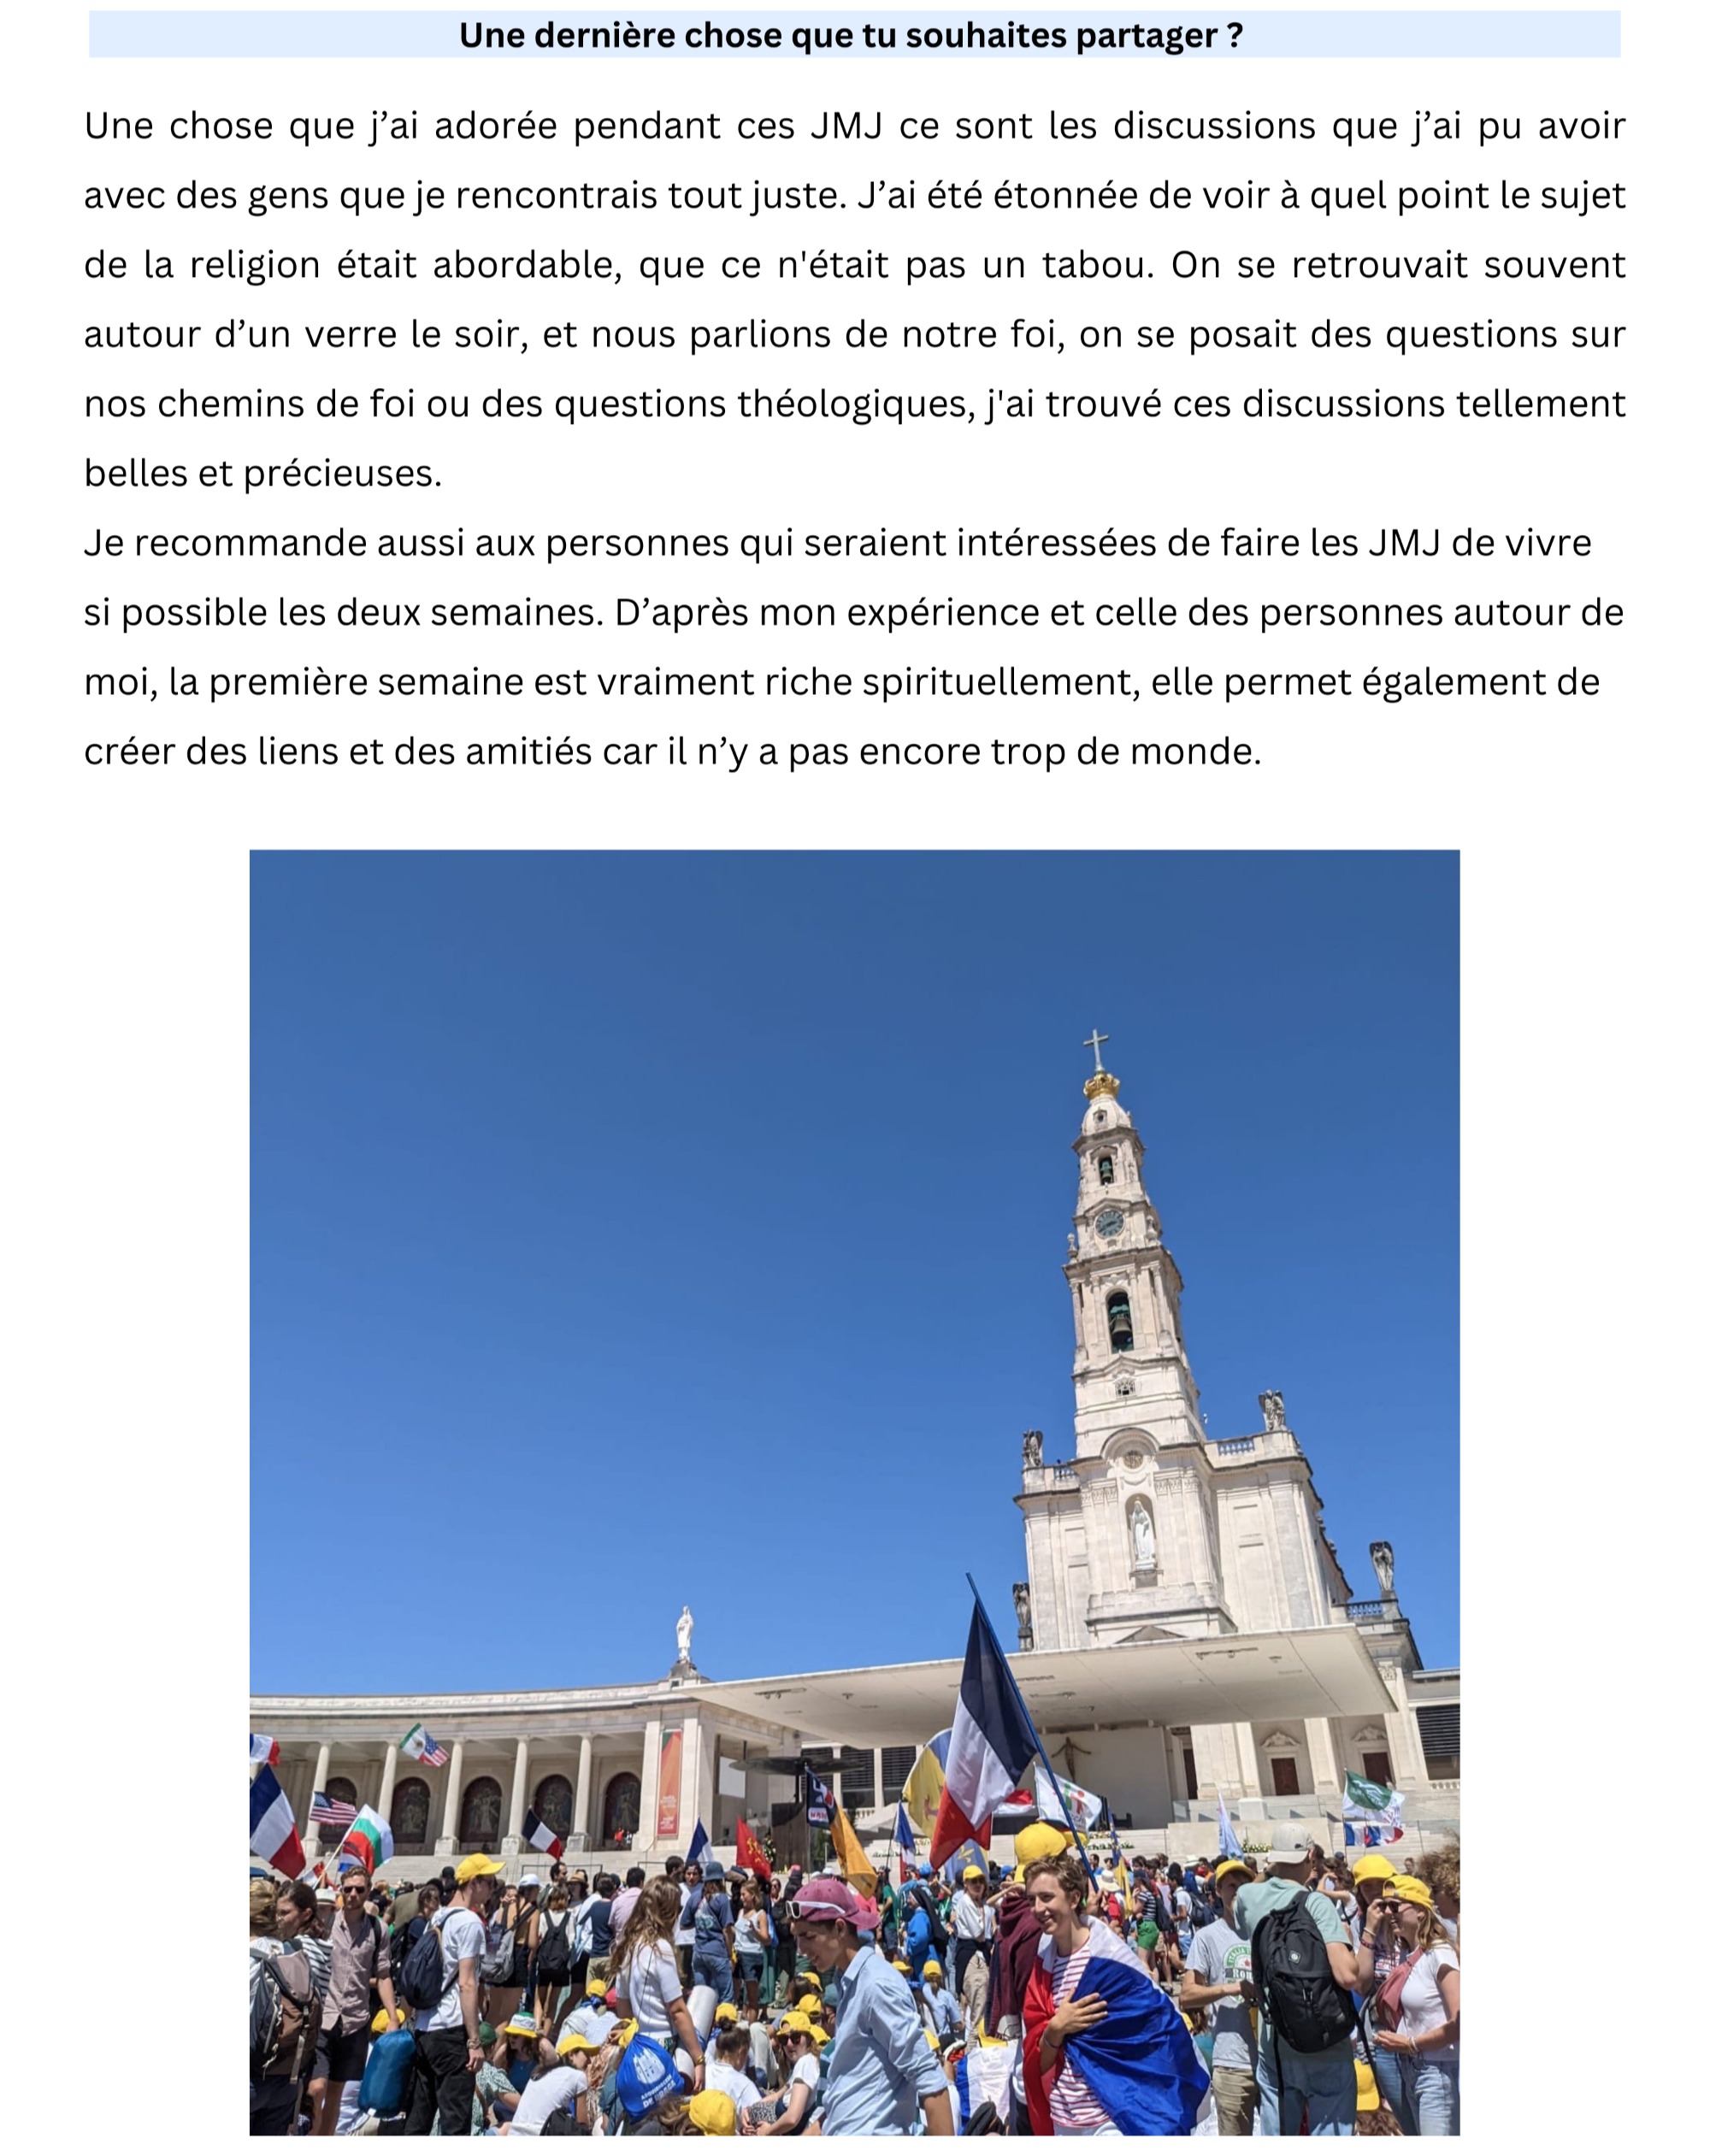 Une dernière chose que tu souhaites partager ?
Une chose que j’ai adorée pendant ces JMJ ce sont les discussions que j’ai pu avoir
avec des gens que je rencontrais tout juste. J’ai été étonnée de voir à quel point le sujet
de la religion était abordable, que ce n'était pas un tabou. On se retrouvait souvent
autour d’un verre le soir, et nous parlions de notre foi, on se posait des questions sur
nos chemins de foi ou des questions théologiques, j'ai trouvé ces discussions tellement
belles et précieuses.
Je recommande aussi aux personnes qui seraient intéressées de faire les JMJ de vivre
si possible les deux semaines. D’après mon expérience et celle des personnes autour de
moi, la première semaine est vraiment riche spirituellement, elle permet également de
créer des liens et des amitiés car il n’y a pas encore trop de monde.